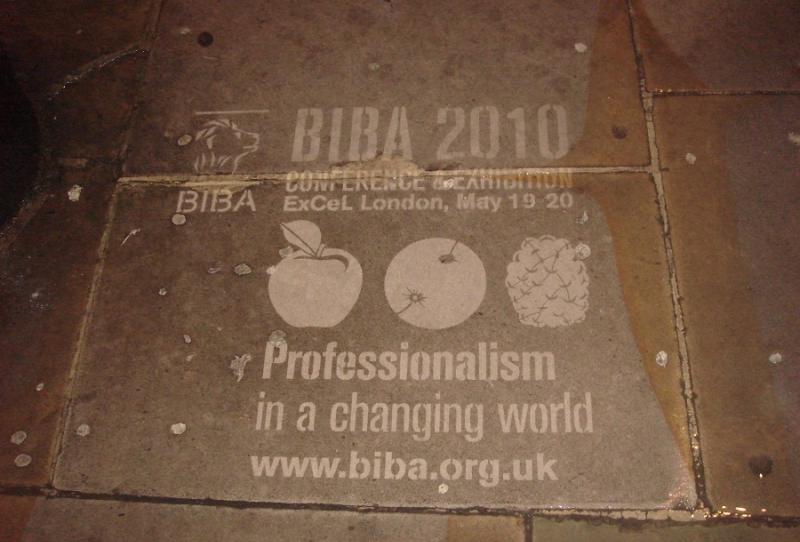 BIBA 2010
CONFERENCE & EXHIBITION
BIBA
ExCeL London, May 19-20
Professionalism
in a changing world
www.biba.org.uk